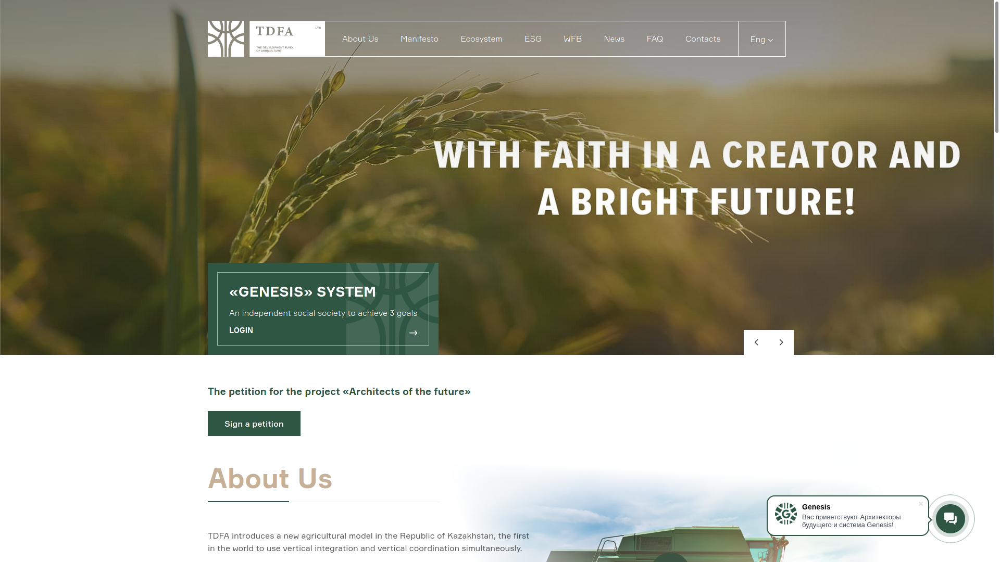 TDFA
LTD
THE DEVELOPMENT FUND
OF AGRICULTURE
About Us
Manifesto
Ecosystem
ESG
WFB
News
FAQ
Contacts
Eng
WITH FAITH IN A CREATOR AND
A BRIGHT FUTURE!
«GENESIS» SYSTEM
An independent social society to achieve 3 goals
LOGIN
The petition for the project «Architects of the future»
Sign a petition
About Us
TDFA introduces a new agricultural model in the Republic of Kazakhstan, the first
in the world to use vertical integration and vertical coordination simultaneously.
Genesis
Вас приветствуют Архитекторы
будущего и система Genesis!